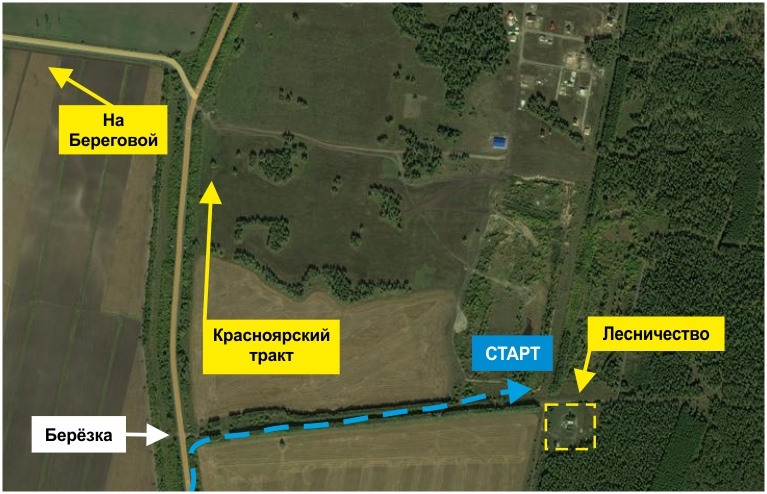 На
Береговой
Красноярский
тракт
СТАРТ
Лесничество
Берёзка